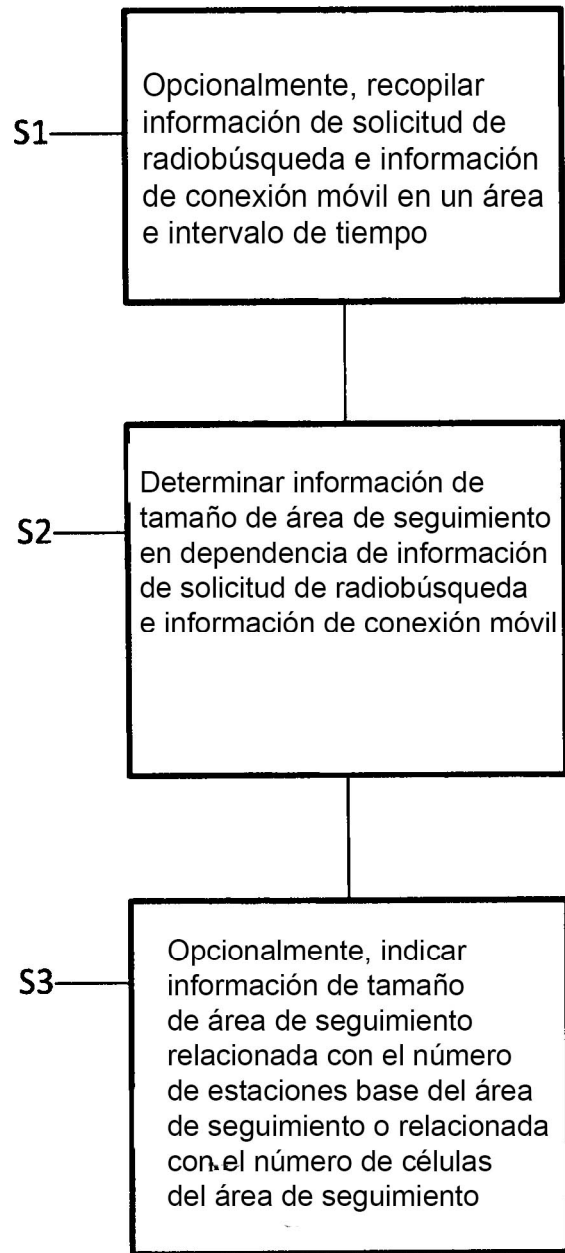 S1
Opcionalmente, recopilar
información de solicitud de
radiobúsqueda e información
de conexión móvil en un área
e intervalo de tiempo
S2
Determinar información de
tamaño de área de seguimiento
en dependencia de información
de solicitud de radiobúsqueda
e información de conexión móvil
S3
Opcionalmente, indicar
información de tamaño
de área de seguimiento
relacionada con el número
de estaciones base del área
de seguimiento o relacionada
con el número de células
del área de seguimiento